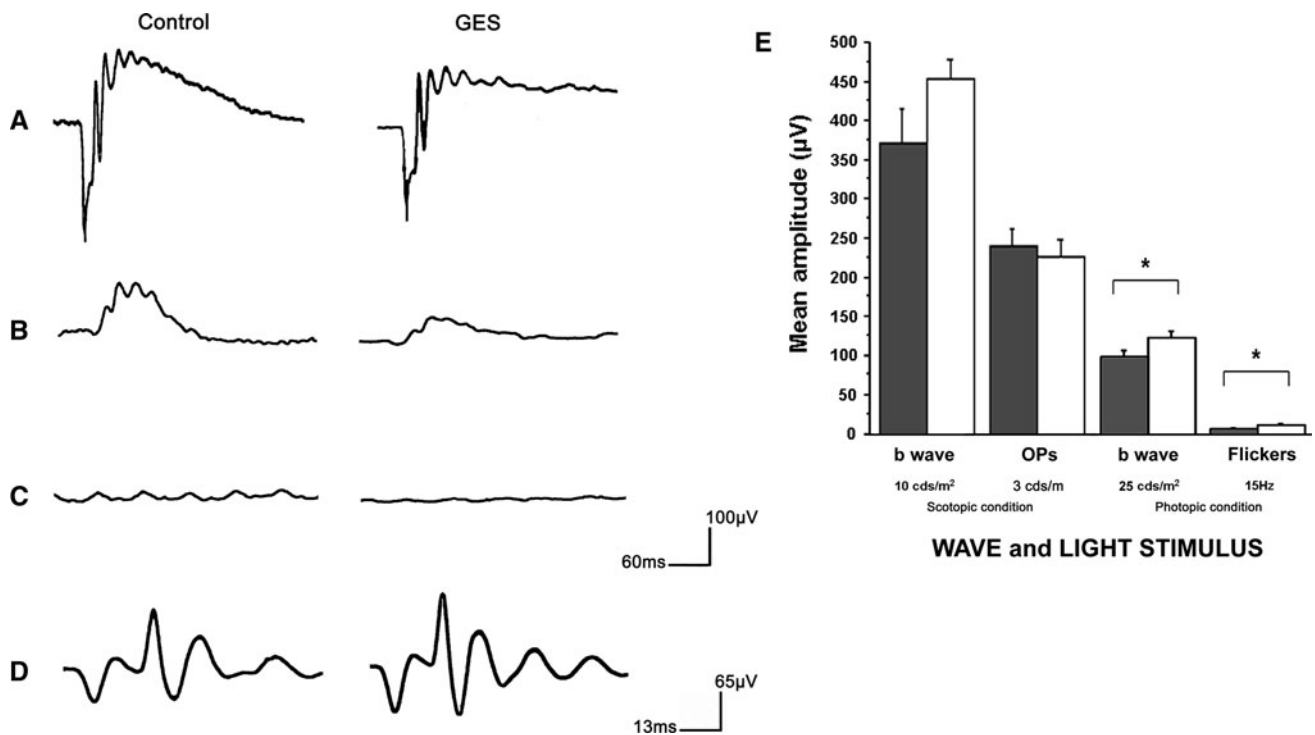 Control
GES
A
B
C
100µV
60ms
D
65µV
13ms
E
500
450
400
350
300
250
200
150
100
50
0
Mean amplitude (µV)
*
*
b wave OPs b wave Flickers
10 cds/m² 3 cds/m 25 cds/m² 15Hz
Scotopic condition Photopic condition
WAVE and LIGHT STIMULUS